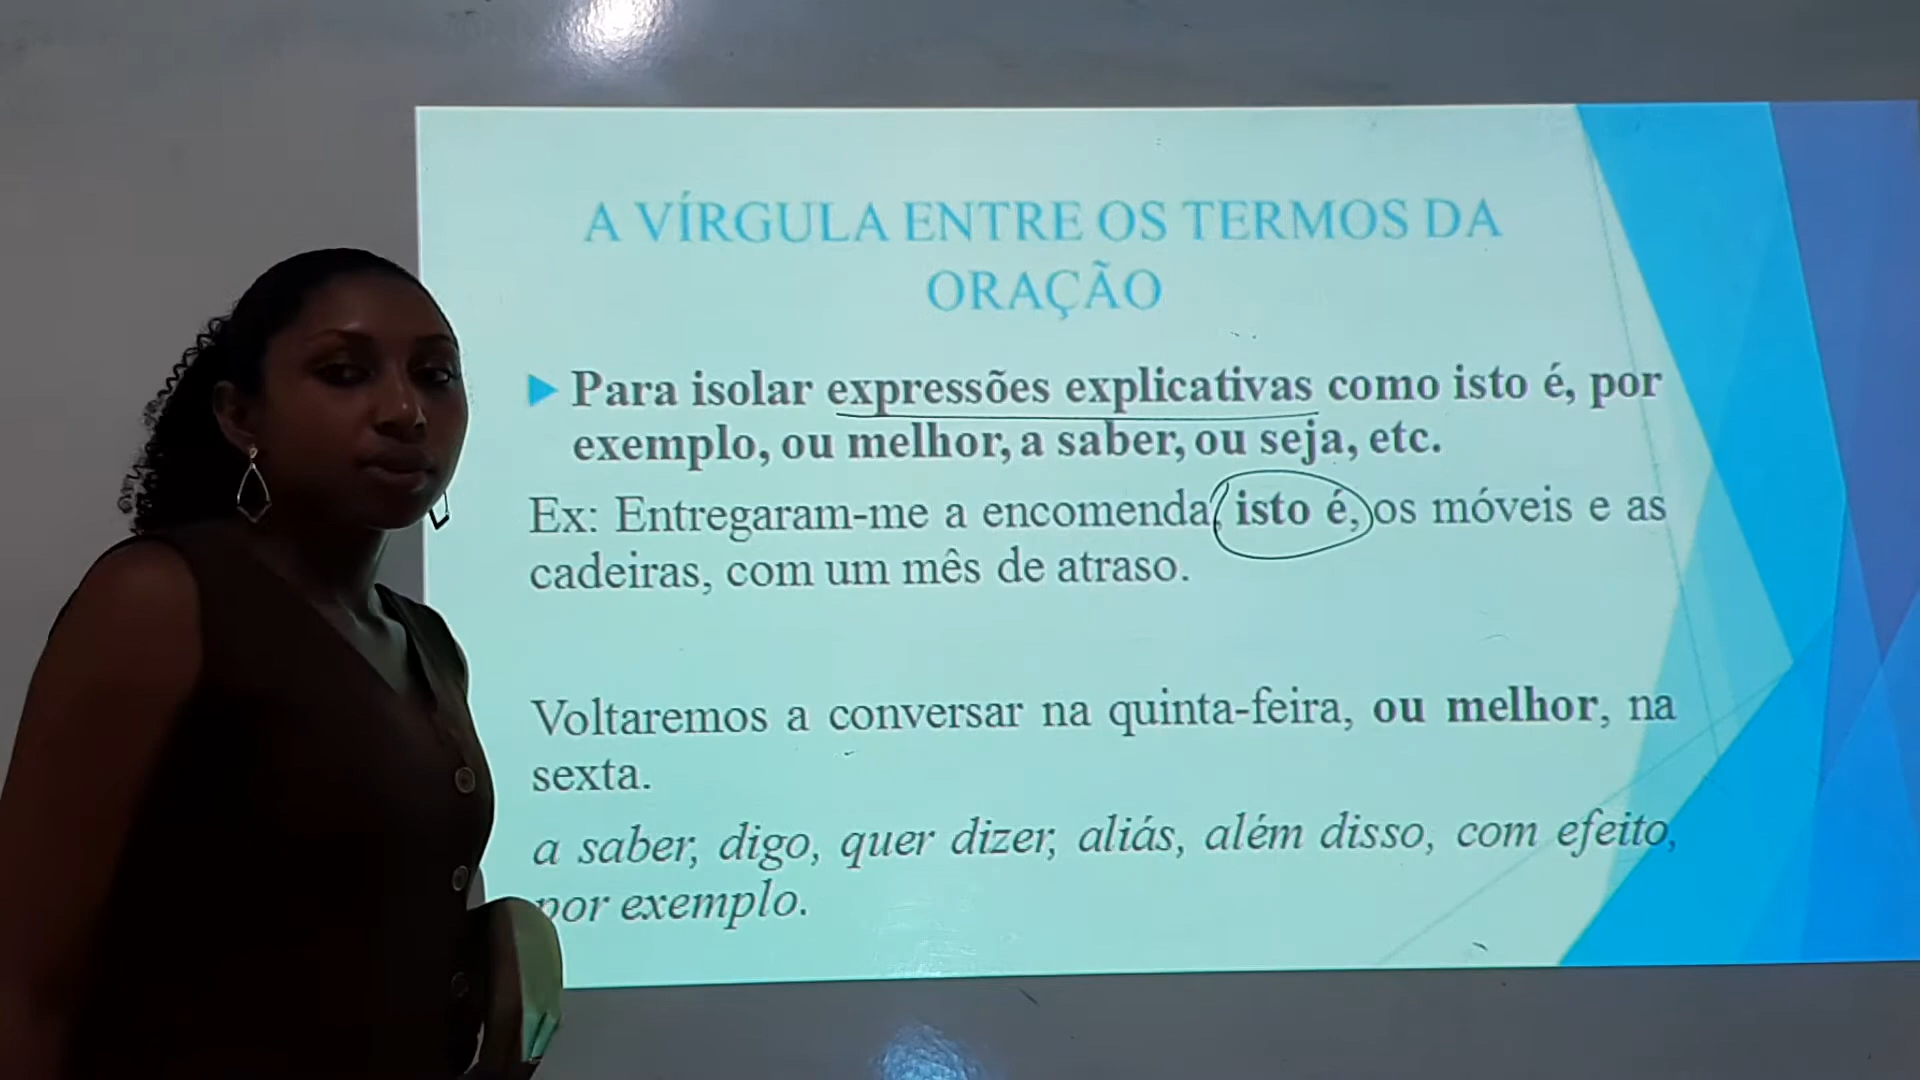 A VÍRGULA ENTRE OS TERMOS DA
ORAÇÃO
Para isolar expressões explicativas como isto é, por
exemplo, ou melhor, a saber, ou seja, etc.
Ex: Entregaram-me a encomenda, isto é, os móveis e as
cadeiras, com um mês de atraso.
Voltaremos a conversar na quinta-feira, ou melhor, na
sexta.
a saber, digo, quer dizer, aliás, além disso, com efeito,
por exemplo.